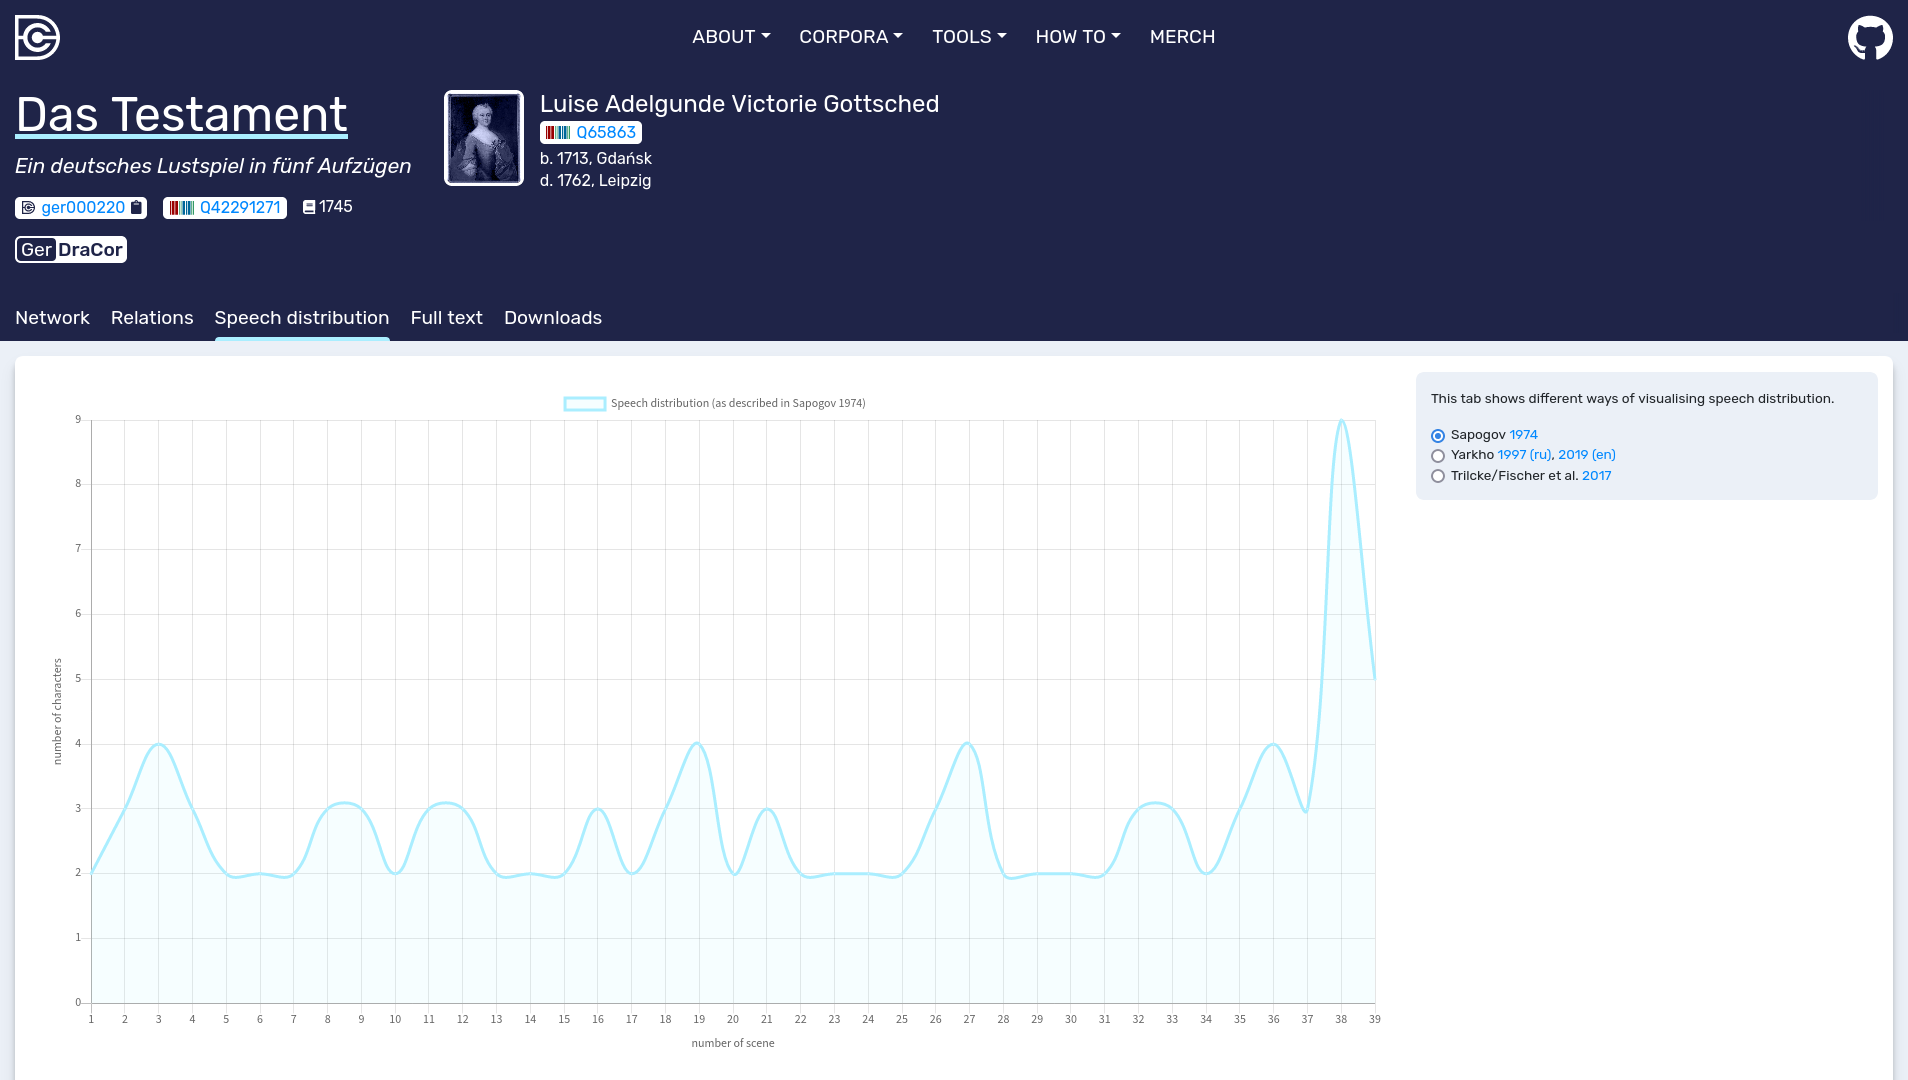 ABOUT CORPORA TOOLS HOW TO MERCH
Das Testament
Ein deutsches Lustspiel in fünf Aufzügen
ger000220 Q42291271 1745
GerDraCor
Luise Adelgunde Victorie Gottsched
Q65863
b. 1713, Gdańsk
d. 1762, Leipzig
Network Relations Speech distribution Full text Downloads
Speech distribution (as described in Sapogov 1974)
number of characters
9
8
7
6
5
4
3
2
1
0
1 2 3 4 5 6 7 8 9 10 11 12 13 14 15 16 17 18 19 20 21 22 23 24 25 26 27 28 29 30 31 32 33 34 35 36 37 38 39
number of scene
This tab shows different ways of visualising speech distribution.
Sapogov 1974
Yarkho 1997 (ru), 2019 (en)
Trilcke/Fischer et al. 2017